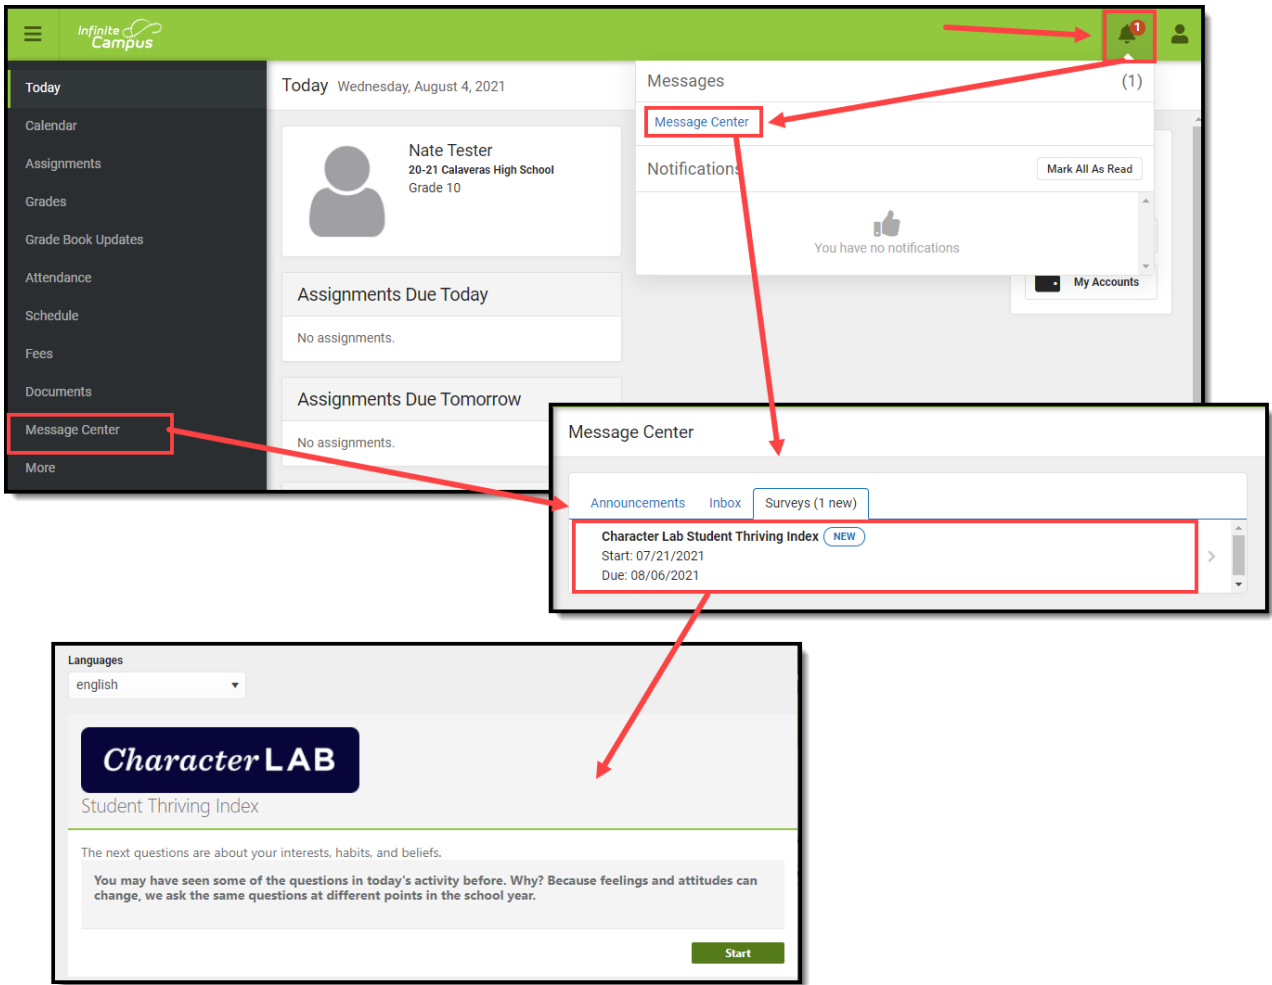 Infinite
Campus
1
Today
Calendar
Assignments
Grades
Grade Book Updates
Attendance
Schedule
Fees
Documents
Message Center
More
Today Wednesday, August 4, 2021
Nate Tester
20-21 Calaveras High School
Grade 10
Assignments Due Today
No assignments.
Assignments Due Tomorrow
No assignments.
Messages (1)
Message Center
Notifications Mark All As Read
You have no notifications
My Accounts
Message Center
Announcements Inbox Surveys (1 new)
Character Lab Student Thriving Index NEW
Start: 07/21/2021
Due: 08/06/2021
Languages
english
Character LAB
Student Thriving Index
The next questions are about your interests, habits, and beliefs.
You may have seen some of the questions in today's activity before. Why? Because feelings and attitudes can
change, we ask the same questions at different points in the school year.
Start